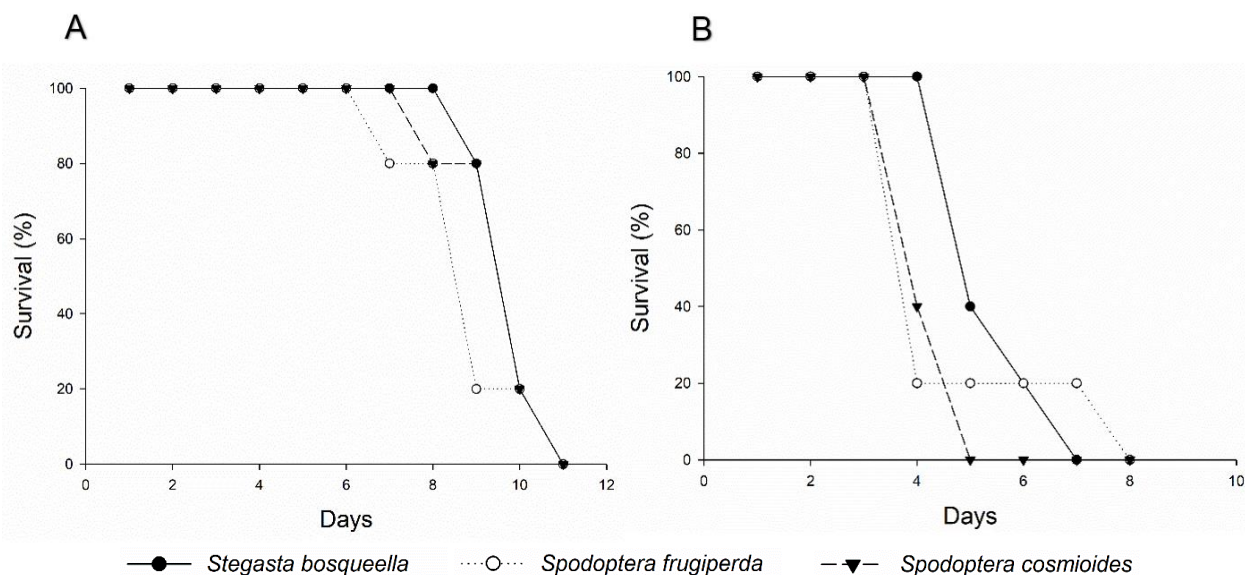 A
B
100
80
60
40
20
0
Survival (%)
0 2 4 6 8 10 12
Days
100
80
60
40
20
0
Survival (%)
0 2 4 6 8 10
Days
Stegasta bosqueella Spodoptera frugiperda Spodoptera cosmioides